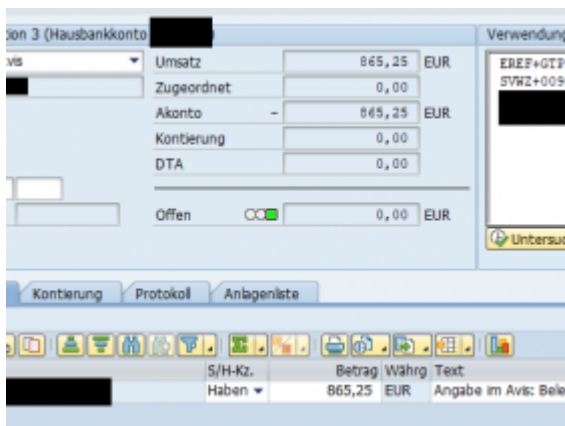 tion 3 (Hausbankkonto
Verwendung
vis
Umsatz 865,25 EUR
EREF+GTP
Zugeordnet 0,00
SVWZ+009
Akonto - 865,25 EUR
Kontierung 0,00
DTA 0,00
Offen 0,00 EUR
Untersuc
Kontierung Protokoll Anlagenliste
S/H-Kz. Betrag Währg Text
Haben 865,25 EUR Angabe im Avis: Bele